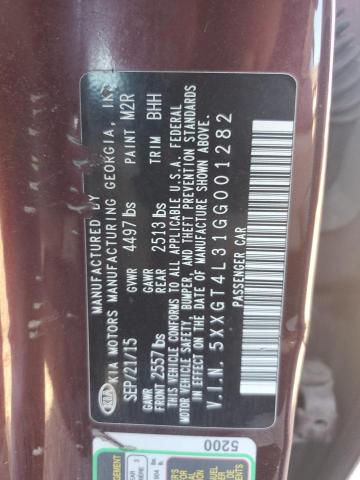 MANUFACTURED BY
KIA KIA MOTORS MANUFACTURING GEORGIA, IN
SEP/21/15 GVWR 4497 lbs PAINT M2R
GAWR FRONT 2557 lbs GAWR REAR 2513 lbs TRIM BHH
THIS VEHICLE CONFORMS TO ALL APPLICABLE U.S.A. FEDERAL
MOTOR VEHICLE SAFETY, BUMPER, AND THEFT PREVENTION STANDARDS
IN EFFECT ON THE DATE OF MANUFACTURE SHOWN ABOVE.
V.I.N. 5XXGT4L31GG001282
PASSENGER CAR
5200